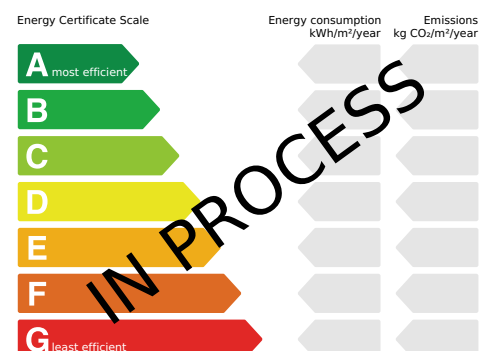 Energy Certificate Scale
Energy consumption
kWh/m²/year
Emissions
kg CO₂/m²/year
A most efficient
B
C
D
E
F
G least efficient
IN PROCESS